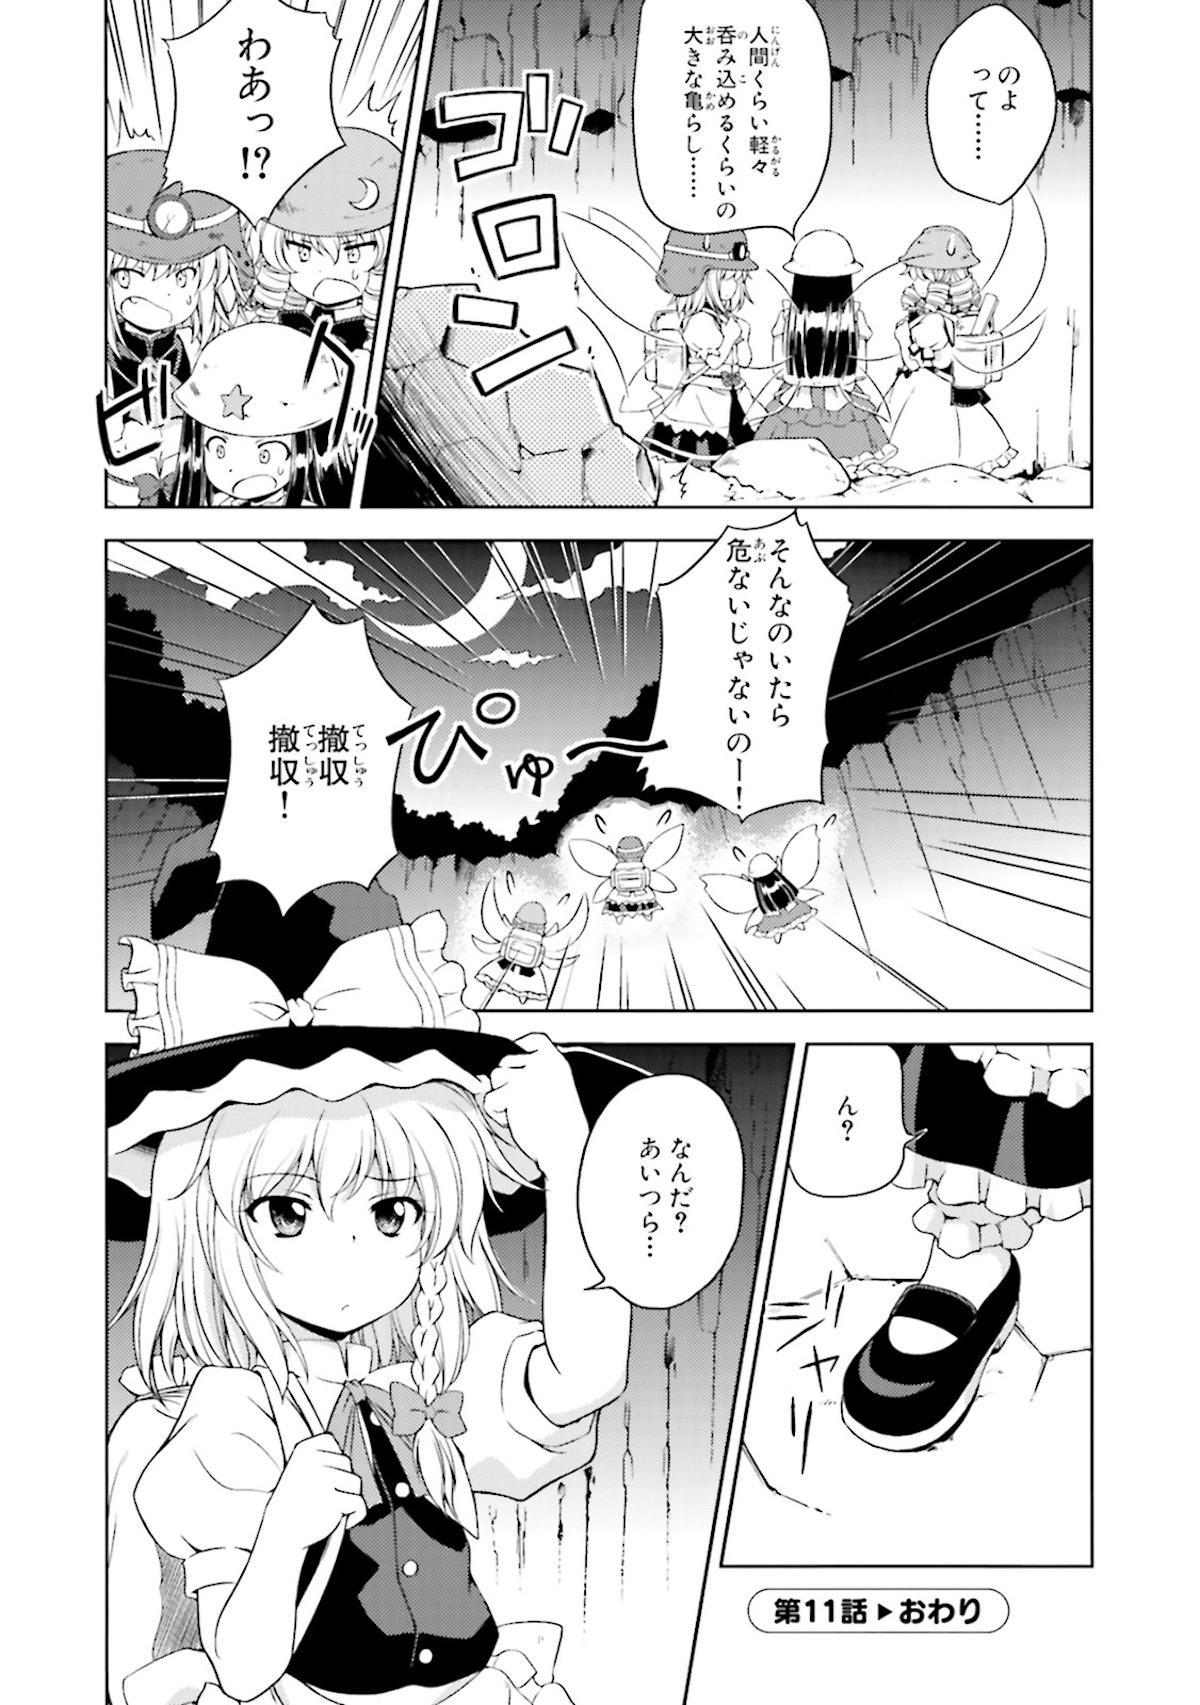 のよ
って……
人間くらい軽々
呑み込めるくらいの
大きな亀らし……
ゴロン
わあっ!?
ビクッ
そんなのいたら
危ないじゃないのー!
ぴゅ〜
撤収
撤収!
ん?
ジャリ
なんだ?
あいつら…
第11話▶おわり